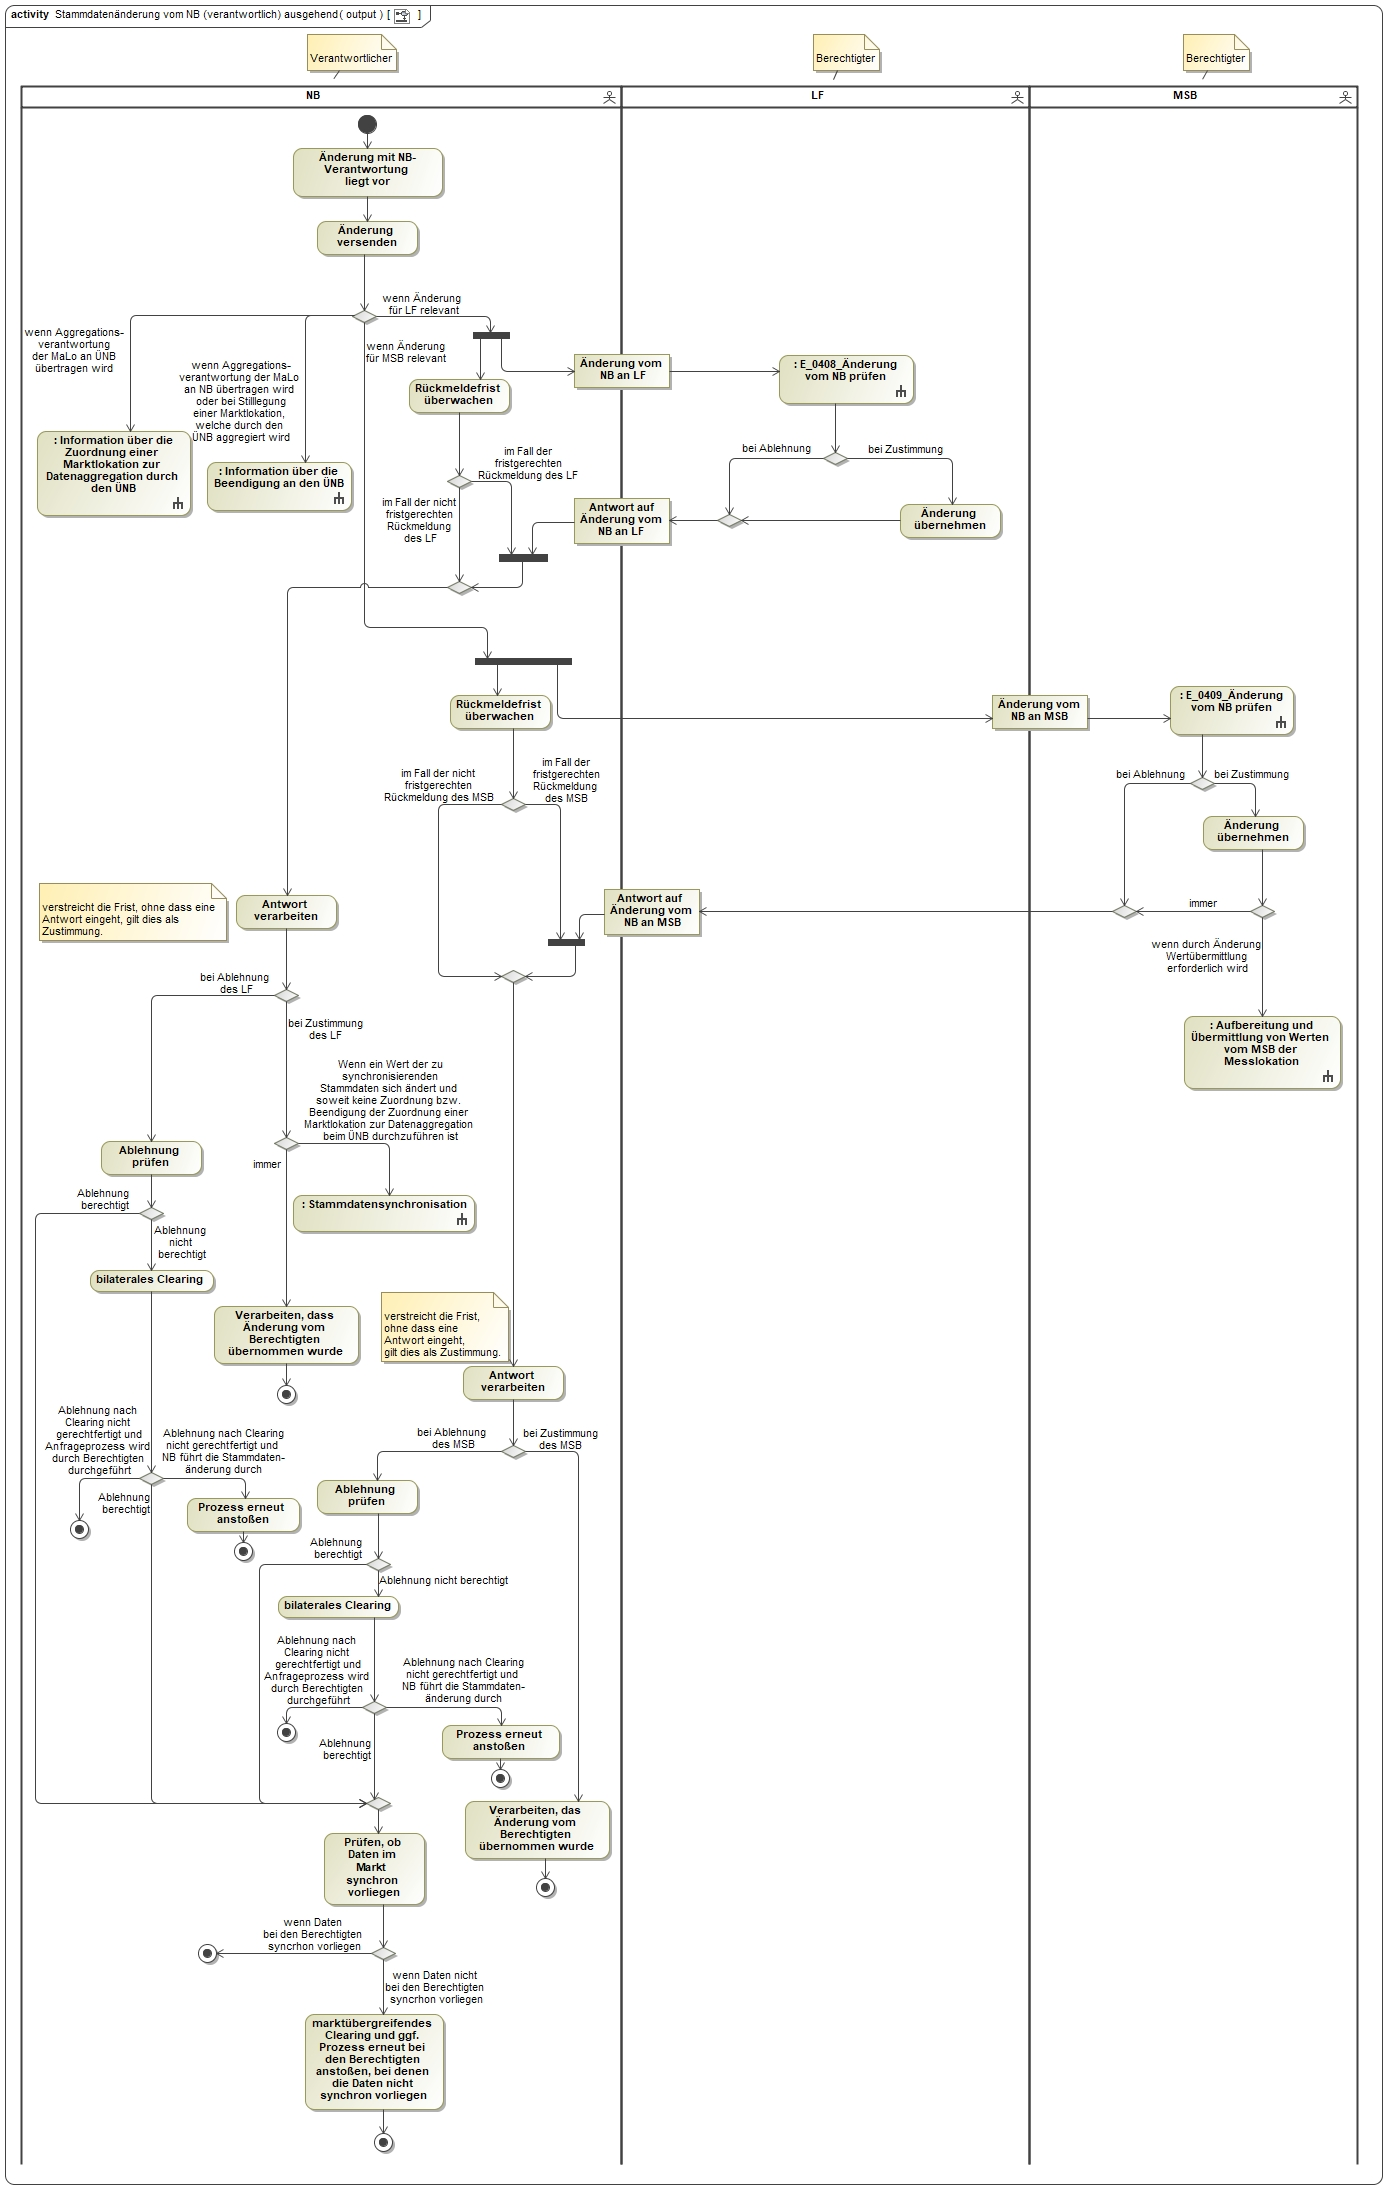 activity Stammdatenänderung vom NB (verantwortlich) ausgehend( output ) [ ]
Verantwortlicher
Berechtigter
Berechtigter
NB
LF
MSB
Änderung mit NB-
Verantwortung
liegt vor
Änderung
versenden
wenn Änderung
für LF relevant
wenn Aggregations-
verantwortung
der MaLo an ÜNB
übertragen wird
wenn Änderung
für MSB relevant
wenn Aggregations-
verantwortung der MaLo
an NB übertragen wird
oder bei Stilllegung
einer Marktlokation,
welche durch den
ÜNB aggregiert wird
Änderung vom
NB an LF
: E_0408_Änderung
vom NB prüfen
Rückmeldefrist
überwachen
: Information über die
Zuordnung einer
Marktlokation zur
Datenaggregation durch
den ÜNB
: Information über die
Beendigung an den ÜNB
im Fall der
fristgerechten
Rückmeldung des LF
bei Ablehnung
bei Zustimmung
im Fall der nicht
fristgerechten
Rückmeldung
des LF
Antwort auf
Änderung vom
NB an LF
Änderung
übernehmen
Rückmeldefrist
überwachen
Änderung vom
NB an MSB
: E_0409_Änderung
vom NB prüfen
im Fall der nicht
fristgerechten
Rückmeldung des MSB
im Fall der
fristgerechten
Rückmeldung
des MSB
bei Ablehnung
bei Zustimmung
Änderung
übernehmen
verstreicht die Frist, ohne dass eine
Antwort eingeht, gilt dies als
Zustimmung.
Antwort
verarbeiten
Antwort auf
Änderung vom
NB an MSB
immer
wenn durch Änderung
Wertübermittlung
erforderlich wird
bei Ablehnung
des LF
bei Zustimmung
des LF
: Aufbereitung und
Übermittlung von Werten
vom MSB der
Messlokation
Wenn ein Wert der zu
synchronisierenden
Stammdaten sich ändert und
soweit keine Zuordnung bzw.
Beendigung der Zuordnung einer
Marktlokation zur Datenaggregation
beim ÜNB durchzuführen ist
Ablehnung
prüfen
immer
Ablehnung
berechtigt
: Stammdatensynchronisation
Ablehnung
nicht
berechtigt
bilaterales Clearing
Verarbeiten, dass
Änderung vom
Berechtigten
übernommen wurde
verstreicht die Frist,
ohne dass eine
Antwort eingeht,
gilt dies als Zustimmung.
Antwort
verarbeiten
Ablehnung nach
Clearing nicht
gerechtfertigt und
Anfrageprozess wird
durch Berechtigten
durchgeführt
Ablehnung nach Clearing
nicht gerechtfertigt und
NB führt die Stammdaten-
änderung durch
bei Ablehnung
des MSB
bei Zustimmung
des MSB
Ablehnung
berechtigt
Prozess erneut
anstoßen
Ablehnung
prüfen
Ablehnung
berechtigt
Ablehnung nicht berechtigt
bilaterales Clearing
Ablehnung nach
Clearing nicht
gerechtfertigt und
Anfrageprozess wird
durch Berechtigten
durchgeführt
Ablehnung nach Clearing
nicht gerechtfertigt und
NB führt die Stammdaten-
änderung durch
Ablehnung
berechtigt
Prozess erneut
anstoßen
Verarbeiten, das
Änderung vom
Berechtigten
übernommen wurde
Prüfen, ob
Daten im
Markt
synchron
vorliegen
wenn Daten
bei den Berechtigten
syncrhon vorliegen
wenn Daten nicht
bei den Berechtigten
syncrhon vorliegen
marktübergreifendes
Clearing und ggf.
Prozess erneut bei
den Berechtigten
anstoßen, bei denen
die Daten nicht
synchron vorliegen